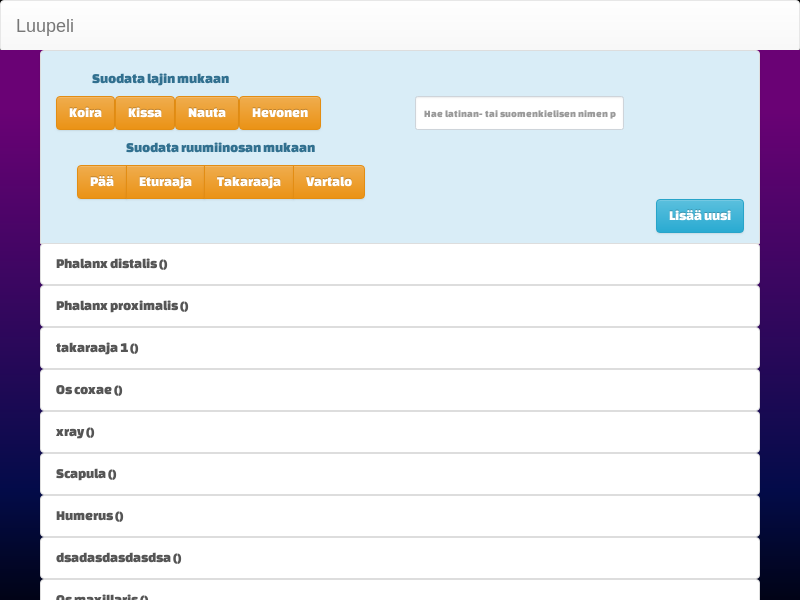 Luupeli
Suodata lajin mukaan
Koira Kissa Nauta Hevonen
Hae latinan- tai suomenkielisen nimen p
Suodata ruumiinosan mukaan
Pää Eturaaja Takaraaja Vartalo
Lisää uusi
Phalanx distalis ()
Phalanx proximalis ()
takaraaja 1 ()
Os coxae ()
xray ()
Scapula ()
Humerus ()
dsadasdasdasdsa ()
Os maxillaris ()